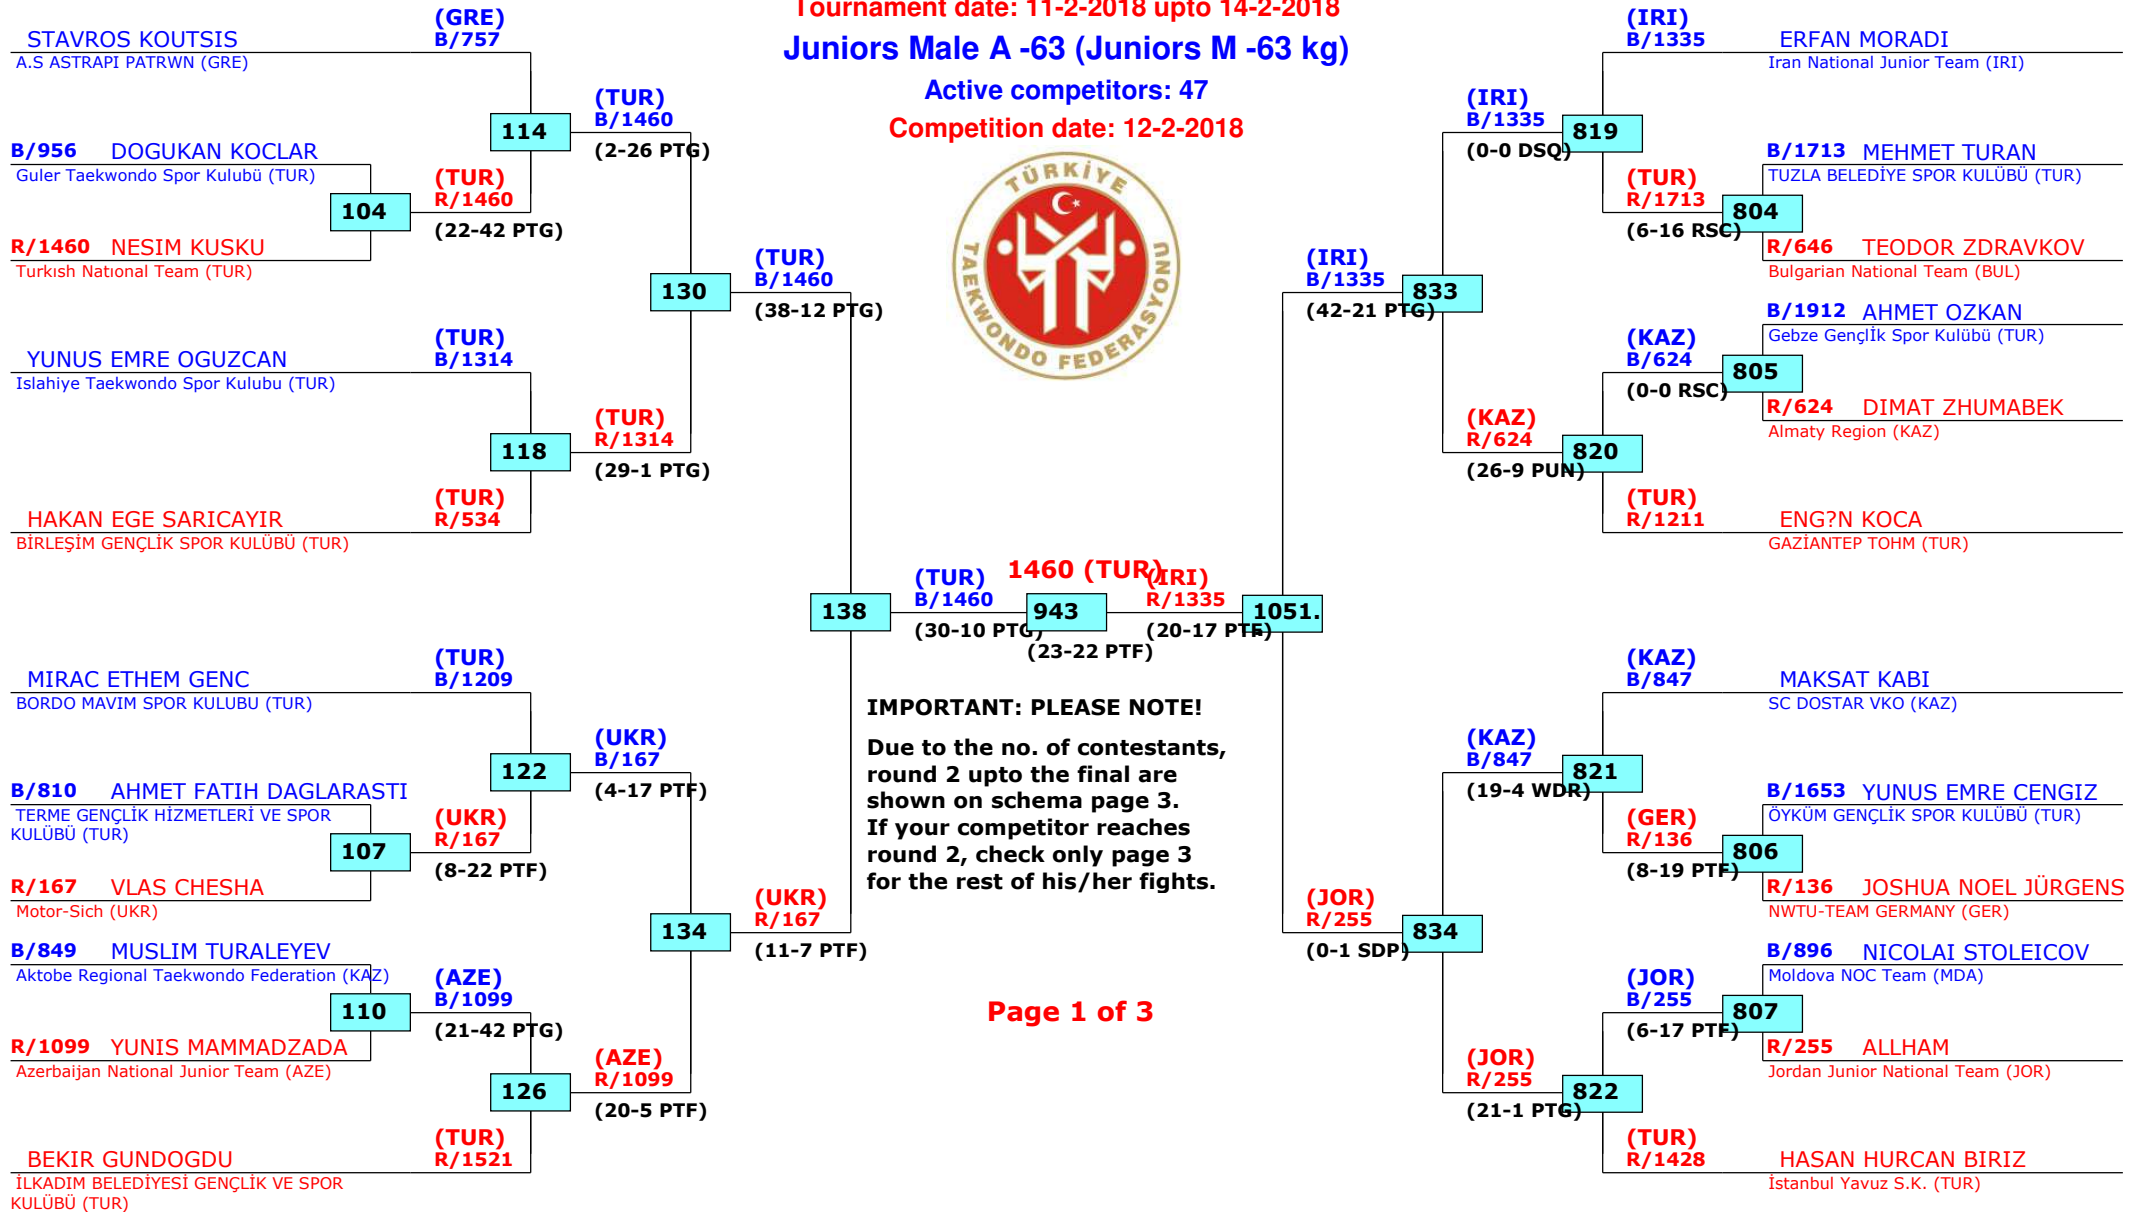 Tournament date: 11-2-2018 upto 14-2-2018
Juniors Male A -63 (Juniors M -63 kg)
Active competitors: 47
Competition date: 12-2-2018
TÜRKİYE
TAEKWONDO FEDERASYONU
STAVROS KOUTSIS
A.S ASTRAPI PATRWN (GRE)
(GRE)
B/757
B/956 DOGUKAN KOCLAR
Guler Taekwondo Spor Kulubü (TUR)
104
R/1460 NESIM KUSKU
Turkısh Natıonal Team (TUR)
(TUR)
R/1460
(22-42 PTG)
114
(TUR)
B/1460
(2-26 PTG)
YUNUS EMRE OGUZCAN
Islahiye Taekwondo Spor Kulubu (TUR)
(TUR)
B/1314
118
HAKAN EGE SARICAYIR
BİRLEŞİM GENÇLİK SPOR KULÜBÜ (TUR)
(TUR)
R/534
(TUR)
R/1314
(29-1 PTG)
130
(TUR)
B/1460
(38-12 PTG)
MIRAC ETHEM GENC
BORDO MAVIM SPOR KULUBU (TUR)
(TUR)
B/1209
B/810 AHMET FATIH DAGLARASTI
TERME GENÇLİK HİZMETLERİ VE SPOR
KULÜBÜ (TUR)
107
R/167 VLAS CHESHA
Motor-Sich (UKR)
(UKR)
R/167
(8-22 PTF)
122
(UKR)
B/167
(4-17 PTF)
B/849 MUSLIM TURALEYEV
Aktobe Regional Taekwondo Federation (KAZ)
110
R/1099 YUNIS MAMMADZADA
Azerbaijan National Junior Team (AZE)
(AZE)
B/1099
(21-42 PTG)
126
BEKIR GUNDOGDU
İLKADIM BELEDİYESİ GENÇLİK VE SPOR
KULÜBÜ (TUR)
(TUR)
R/1521
(AZE)
R/1099
(20-5 PTF)
134
(UKR)
R/167
(11-7 PTF)
138
(TUR)
B/1460
(30-10 PTG)
1460 (TUR)
943
(23-22 PTF)
(IRI)
R/1335
(20-17 PTF)
1051.
IMPORTANT: PLEASE NOTE!
Due to the no. of contestants,
round 2 upto the final are
shown on schema page 3.
If your competitor reaches
round 2, check only page 3
for the rest of his/her fights.
Page 1 of 3
(IRI)
B/1335
(42-21 PTG)
833
(IRI)
B/1335
(0-0 DSQ)
819
(IRI)
B/1335
ERFAN MORADI
Iran National Junior Team (IRI)
(TUR)
R/1713
(6-16 RSC)
804
B/1713 MEHMET TURAN
TUZLA BELEDİYE SPOR KULÜBÜ (TUR)
R/646 TEODOR ZDRAVKOV
Bulgarian National Team (BUL)
(KAZ)
R/624
(26-9 PUN)
820
(KAZ)
B/624
(0-0 RSC)
805
B/1912 AHMET OZKAN
Gebze Gençlİk Spor Kulübü (TUR)
R/624 DIMAT ZHUMABEK
Almaty Region (KAZ)
(TUR)
R/1211
ENG?N KOCA
GAZİANTEP TOHM (TUR)
(JOR)
R/255
(0-1 SDP)
834
(KAZ)
B/847
(19-4 WDR)
821
(KAZ)
B/847
MAKSAT KABI
SC DOSTAR VKO (KAZ)
(GER)
R/136
(8-19 PTF)
806
B/1653 YUNUS EMRE CENGIZ
ÖYKÜM GENÇLİK SPOR KULÜBÜ (TUR)
R/136 JOSHUA NOEL JÜRGENS
NWTU-TEAM GERMANY (GER)
(JOR)
R/255
(21-1 PTG)
822
(JOR)
B/255
(6-17 PTF)
807
B/896 NICOLAI STOLEICOV
Moldova NOC Team (MDA)
R/255 ALLHAM
Jordan Junior National Team (JOR)
(TUR)
R/1428
HASAN HURCAN BIRIZ
İstanbul Yavuz S.K. (TUR)